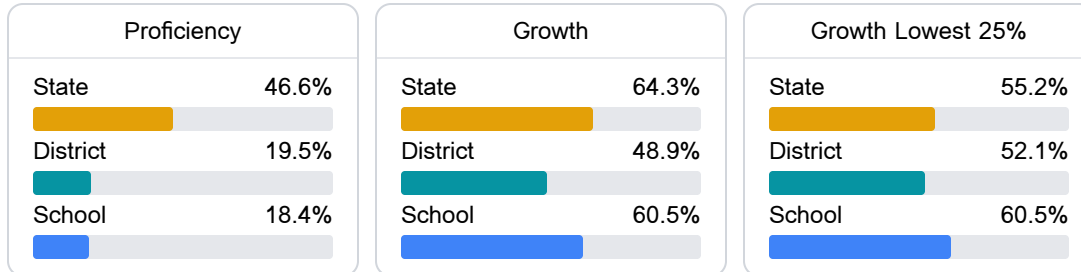 Proficiency
State 46.6%
District 19.5%
School 18.4%
Growth
State 64.3%
District 48.9%
School 60.5%
Growth Lowest 25%
State 55.2%
District 52.1%
School 60.5%